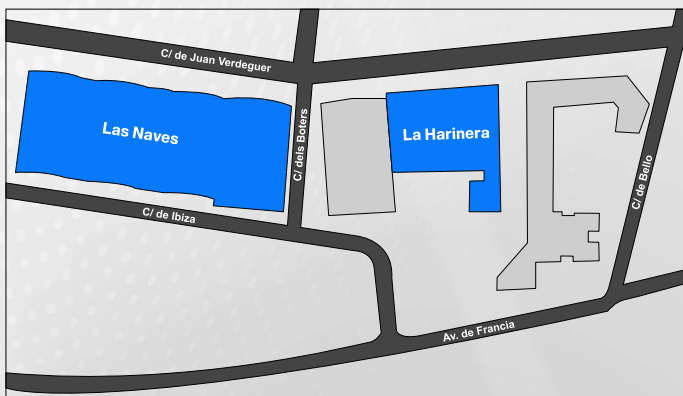 C/ de Juan Verdeguer
Las Naves
C/ dels Boters
La Harinera
C/ de Bello
C/ de Ibiza
Av. de Francia